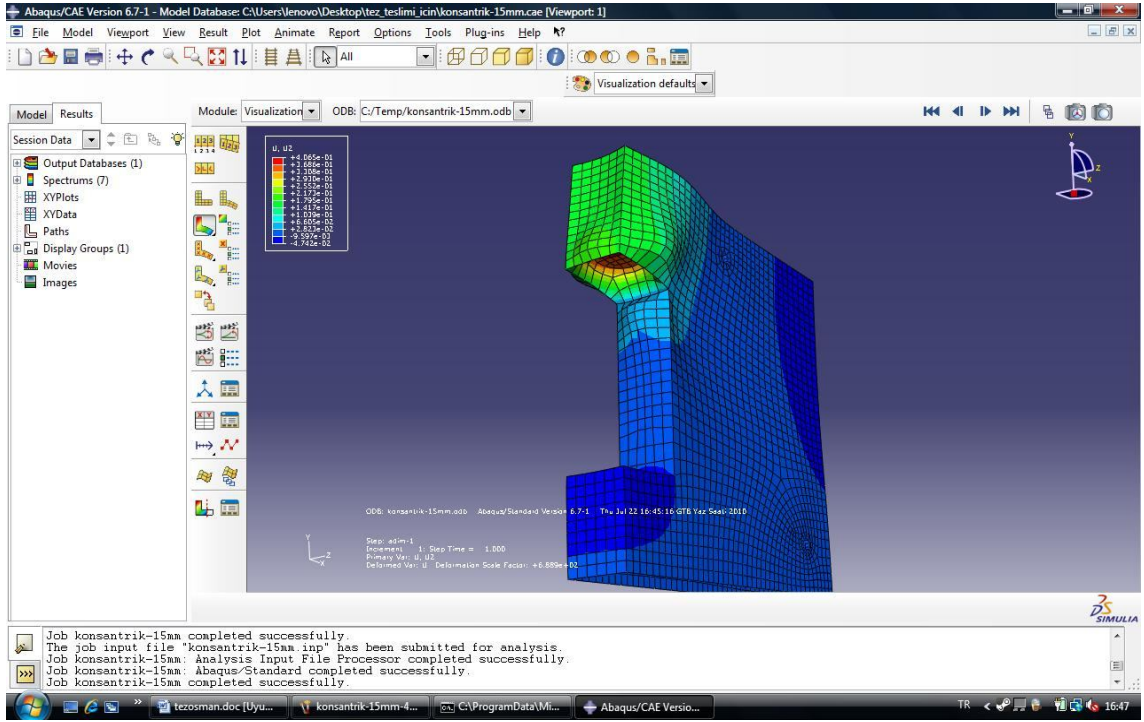 Abaqus/CAE Version 6.7-1 - Model Database: C:\Users\lenovo\Desktop\tez_teslimi_icin\konsantrik-15mm.cae [Viewport: 1]
File Model Viewport View Result Plot Animate Report Options Tools Plug-ins Help
All
Visualization defaults
Model Results
Module: Visualization ODB: C:/Temp/konsantrik-15mm.odb
Session Data
Output Databases (1)
Spectrums (7)
XYPlots
XYData
Paths
Display Groups (1)
Movies
Images
U, U2
+4.065e-01
+3.686e-01
+3.308e-01
+2.930e-01
+2.552e-01
+2.173e-01
+1.795e-01
+1.417e-01
+1.039e-01
+6.605e-02
+2.823e-02
-9.597e-03
-4.742e-02
Y
Z
X
ODB: konsantrik-15mm.odb Abaqus/Standard Version 6.7-1 Thu Jul 22 16:45:16 GTB Yaz Saati 2010
Y
Z
X
Step: adim-1
Increment 1: Step Time = 1.000
Primary Var: U, U2
Deformed Var: U Deformation Scale Factor: +6.889e+02
SIMULIA
Job konsantrik-15mm completed successfully.
The job input file "konsantrik-15mm.inp" has been submitted for analysis.
Job konsantrik-15mm: Analysis Input File Processor completed successfully.
Job konsantrik-15mm: Abaqus/Standard completed successfully.
Job konsantrik-15mm completed successfully.
tezosman.doc [Uyu... konsantrik-15mm-4... C:\ProgramData\Mi... Abaqus/CAE Versio... TR 16:47